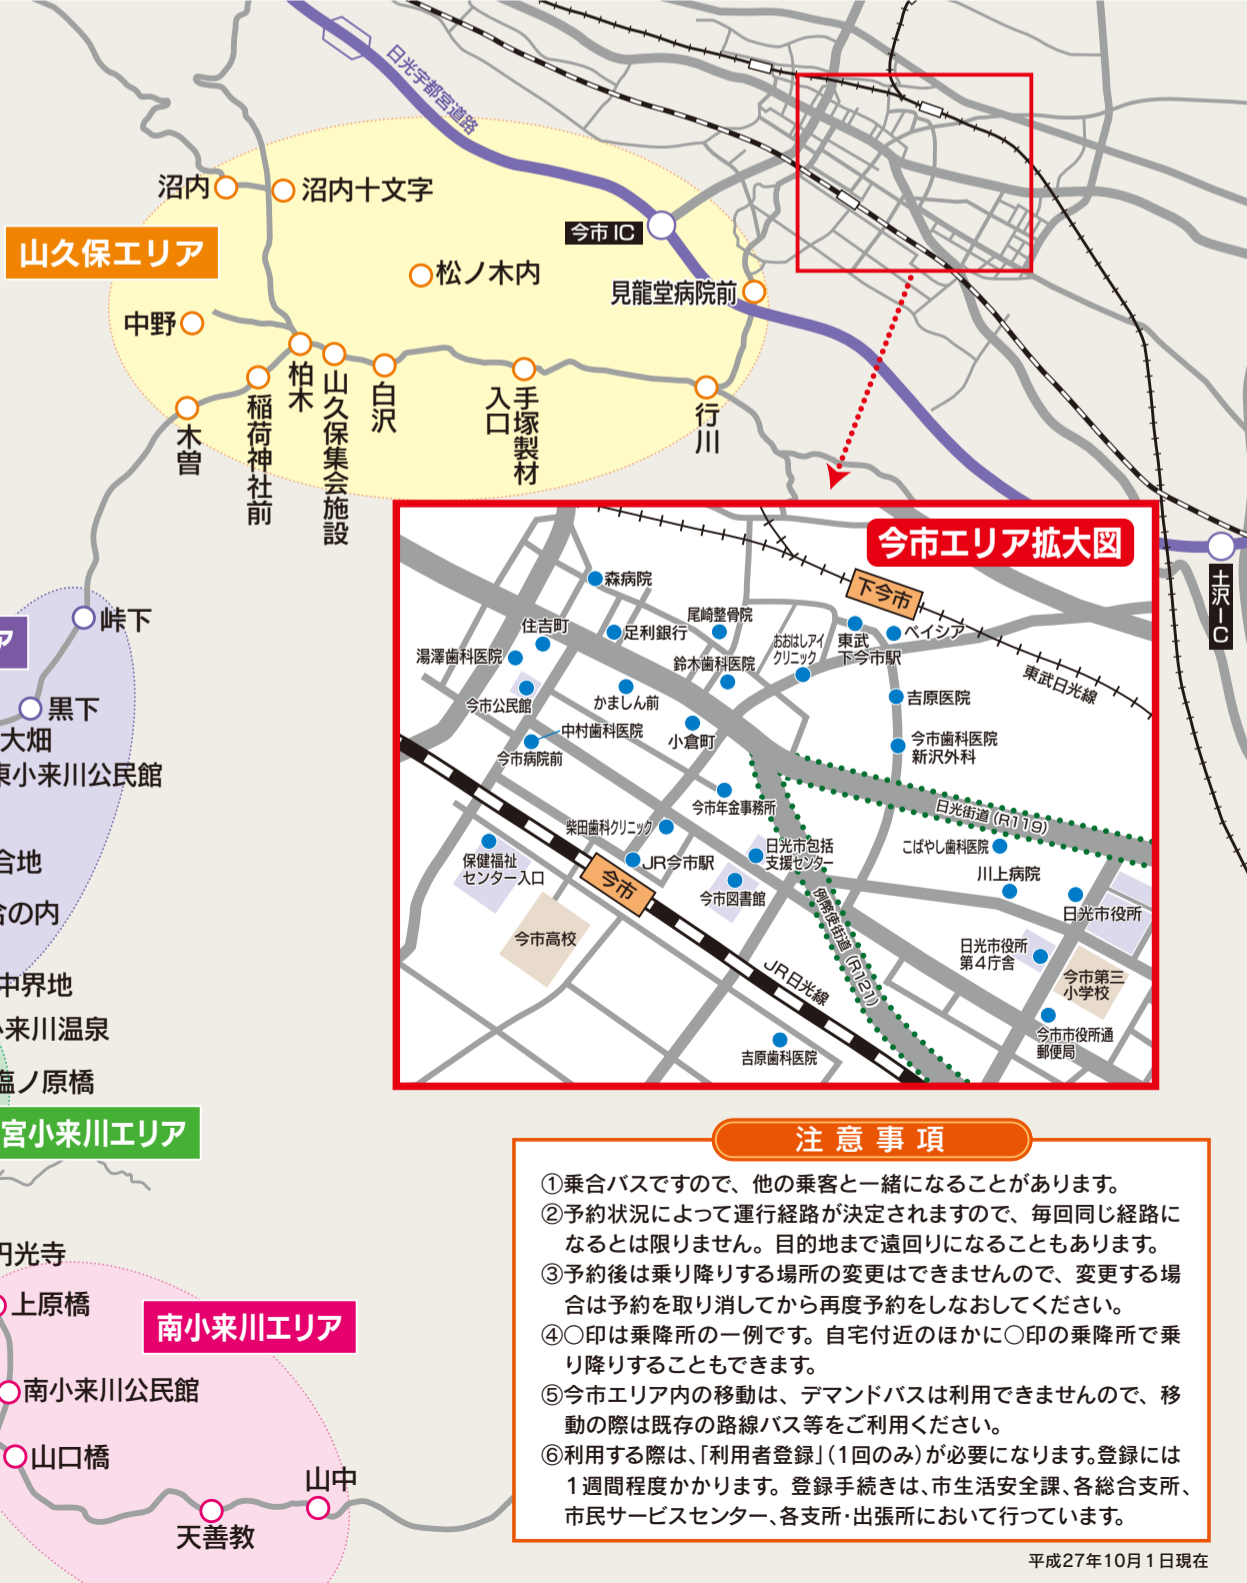 日光宇都宮道路
沼内
沼内十文字
今市IC
山久保エリア
松ノ木内
見龍堂病院前
中野
柏木
山久保集会施設
白沢
手塚製材
入口
行川
稲荷神社前
木曽
土沢IC
峠下
ア
黒下
大畑
東小来川公民館
合地
合の内
中界地
小来川温泉
塩ノ原橋
宮小来川エリア
円光寺
上原橋
南小来川エリア
南小来川公民館
山口橋
山中
天善教
今市エリア拡大図
森病院
下今市
尾崎整骨院
住吉町
足利銀行
おおはしアイ
クリニック
東武
下今市駅
ベイシア
湯澤歯科医院
鈴木歯科医院
東武日光線
今市公民館
かましん前
吉原医院
中村歯科医院
小倉町
今市歯科医院
新沢外科
今市病院前
今市年金事務所
日光街道(R119)
柴田歯科クリニック
日光市包括
支援センター
こばやし歯科医院
保健福祉
センター入口
JR今市駅
今市
今市図書館
川上病院
例幣使街道(R121)
日光市役所
今市高校
日光市役所
第4庁舎
JR日光線
今市第三
小学校
今市市役所通
郵便局
吉原歯科医院
注意事項
①乗合バスですので、他の乗客と一緒になることがあります。
②予約状況によって運行経路が決定されますので、毎回同じ経路に
なるとは限りません。目的地まで遠回りになることもあります。
③予約後は乗り降りする場所の変更はできませんので、変更する場
合は予約を取り消してから再度予約をしなおしてください。
④○印は乗降所の一例です。自宅付近のほかに○印の乗降所で乗
り降りすることもできます。
⑤今市エリア内の移動は、デマンドバスは利用できませんので、移
動の際は既存の路線バス等をご利用ください。
⑥利用する際は、「利用者登録」(1回のみ)が必要になります。登録には
1週間程度かかります。登録手続きは、市生活安全課、各総合支所、
市民サービスセンター、各支所・出張所において行っています。
平成27年10月1日現在